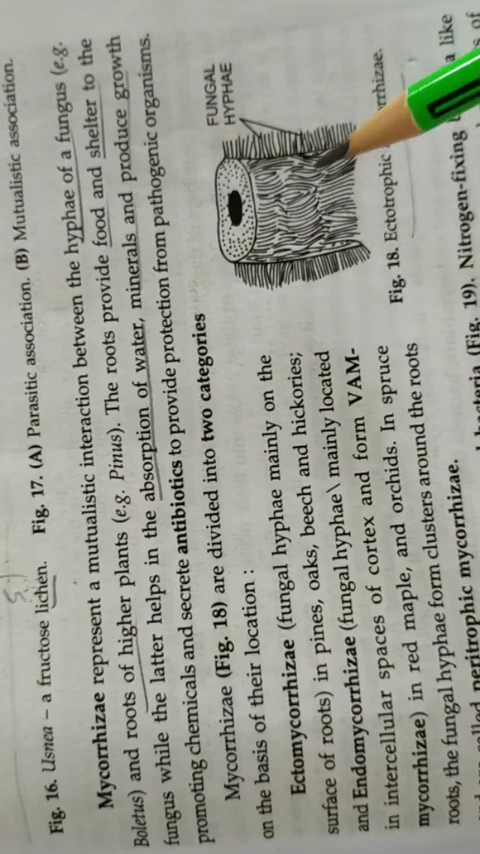 Fig. 16. Usnea – a fructose lichen.
Fig. 17. (A) Parasitic association. (B) Mutualistic association.
Mycorrhizae represent a mutualistic interaction between the hyphae of a fungus (e.g.
Boletus) and roots of higher plants (e.g. Pinus). The roots provide food and shelter to the
fungus while the latter helps in the absorption of water, minerals and produce growth
promoting chemicals and secrete antibiotics to provide protection from pathogenic organisms.
Mycorrhizae (Fig. 18) are divided into two categories
on the basis of their location :
Ectomycorrhizae (fungal hyphae mainly on the
surface of roots) in pines, oaks, beech and hickories;
and Endomycorrhizae (fungal hyphae\ mainly located
in intercellular spaces of cortex and form VAM-
mycorrhizae) in red maple, and orchids. In spruce
roots, the fungal hyphae form clusters around the roots
called peritrophic mycorrhizae.
FUNGAL
HYPHAE
Fig. 18. Ectotrophic
bacteria (Fig. 19). Nitrogen-fixing
like
of